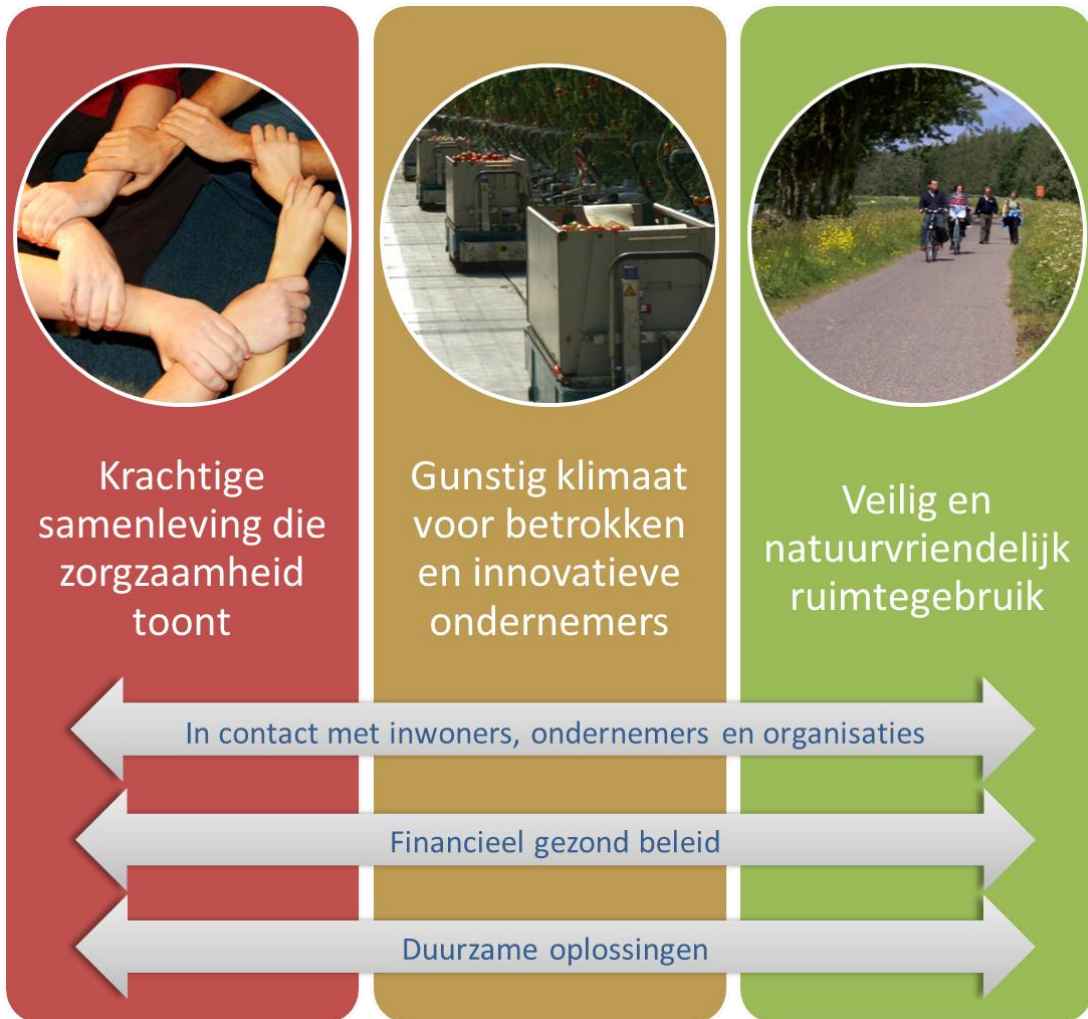 Krachtige
samenleving die
zorgzaamheid
toont
Gunstig klimaat
voor betrokken
en innovatieve
ondernemers
Veilig en
natuurvriendelijk
ruimtegebruik
In contact met inwoners, ondernemers en organisaties
Financieel gezond beleid
Duurzame oplossingen